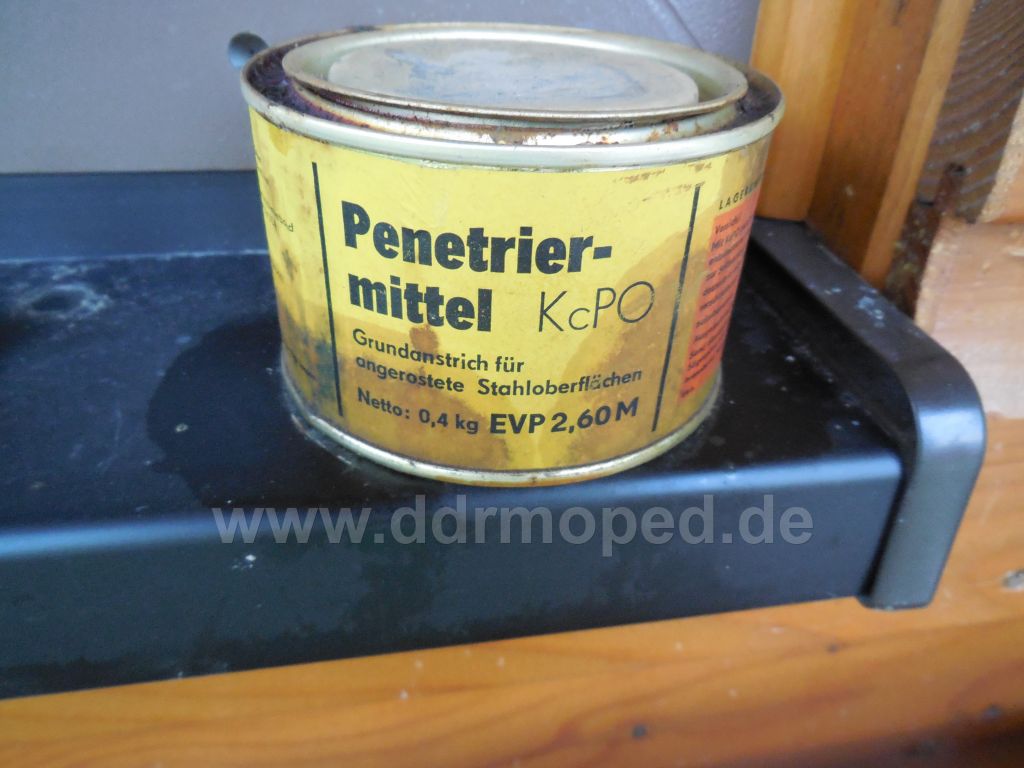 Penetrier-
mittel KcPO
Grundanstrich für
angerostete Stahloberflächen
Netto: 0,4 kg EVP 2,60 M
www.ddrmoped.de